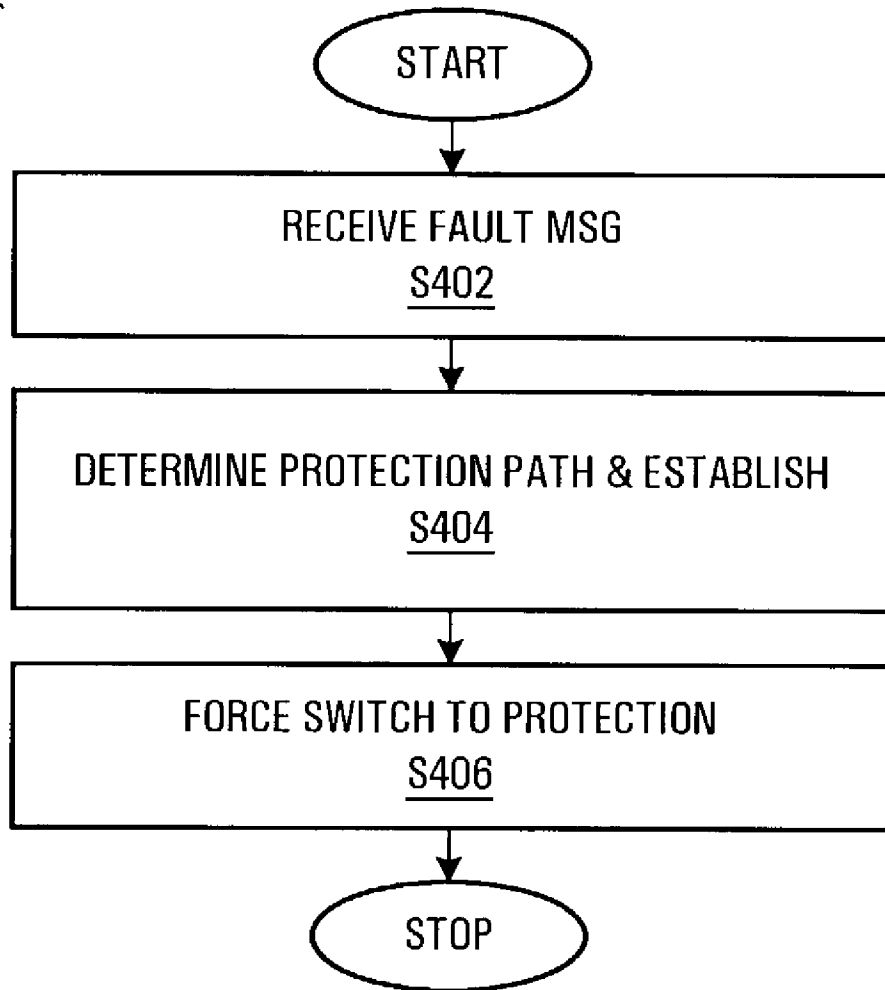 START
RECEIVE FAULT MSG
S402
DETERMINE PROTECTION PATH & ESTABLISH
S404
FORCE SWITCH TO PROTECTION
S406
STOP